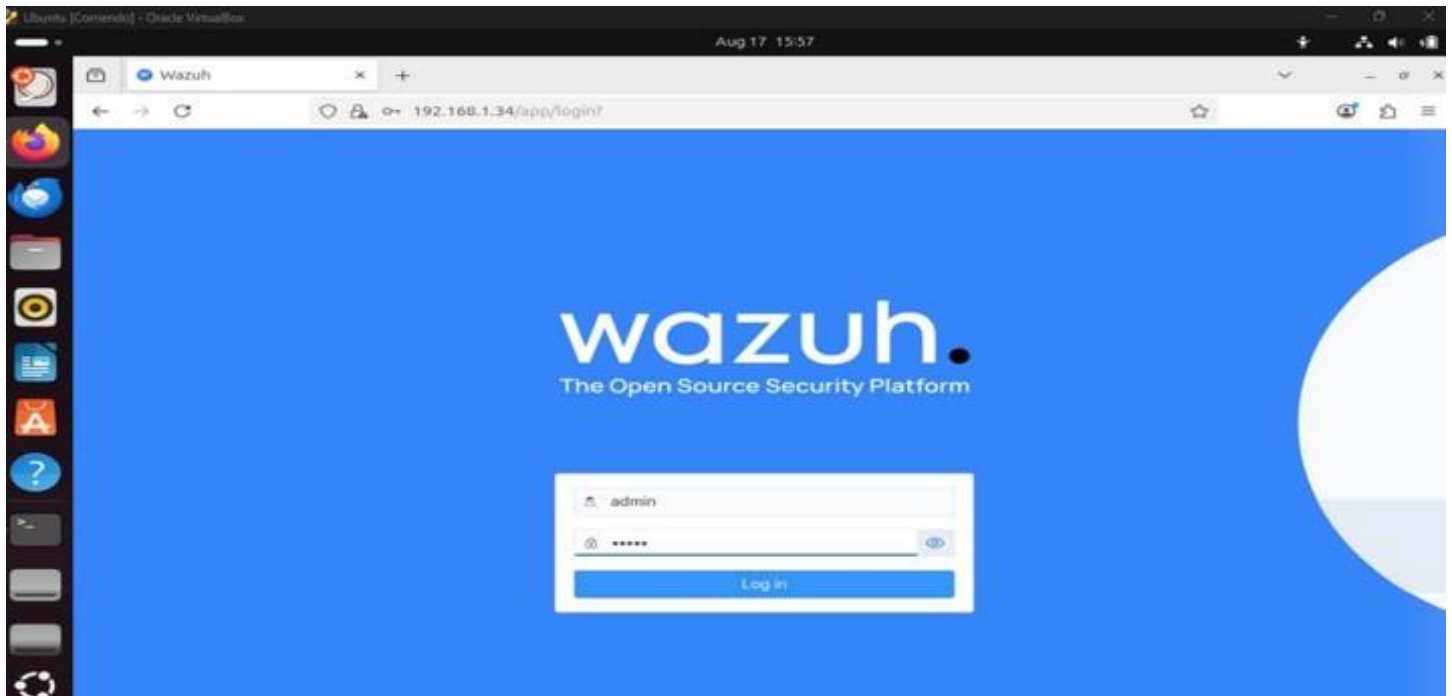 Ubuntu [Corriendo] - Oracle VirtualBox
Aug 17 15:57
Wazuh
192.168.1.34/app/login?
wazuh.
The Open Source Security Platform
admin
Log in